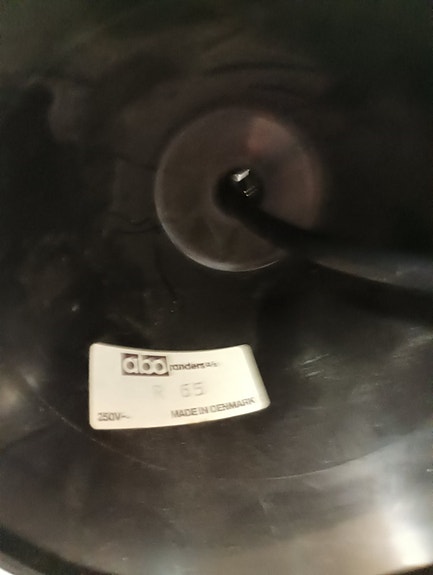 abo randers
R 65
250V~ MADE IN DENMARK